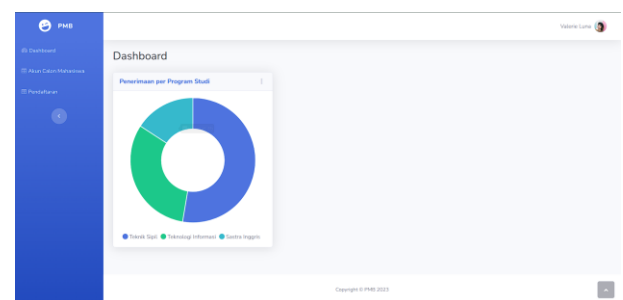 PMB
Valerie Luna
Dashboard
Akun Calon Mahasiswa
Pendaftaran
Dashboard
Penerimaan per Program Studi
Teknik Sipil Teknologi Informasi Sastra Inggris
Copyright © PMB 2023